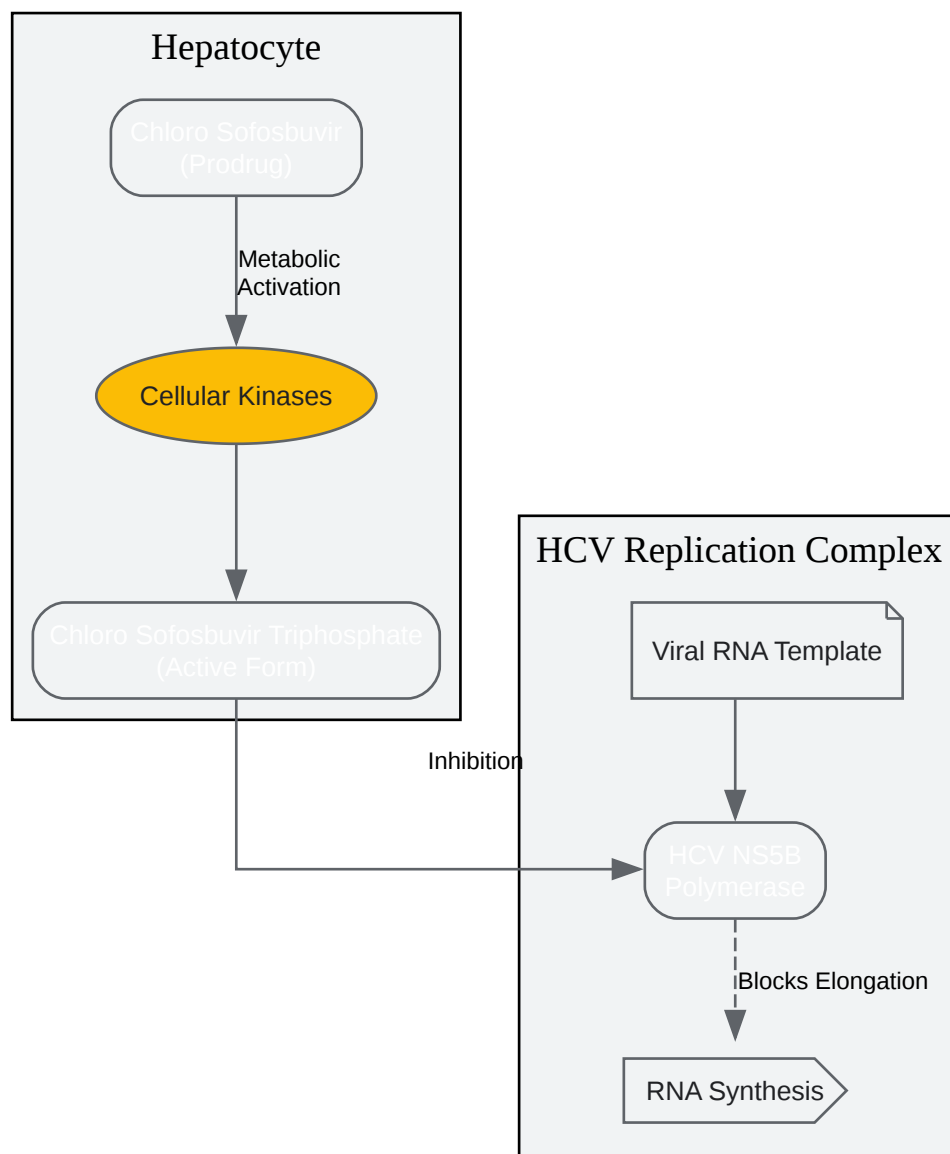 Hepatocyte
Chloro Sofosbuvir
(Prodrug)
Metabolic
Activation
Cellular Kinases
Chloro Sofosbuvir Triphosphate
(Active Form)
Inhibition
HCV Replication Complex
Viral RNA Template
HCV NS5B
Polymerase
Blocks Elongation
RNA Synthesis